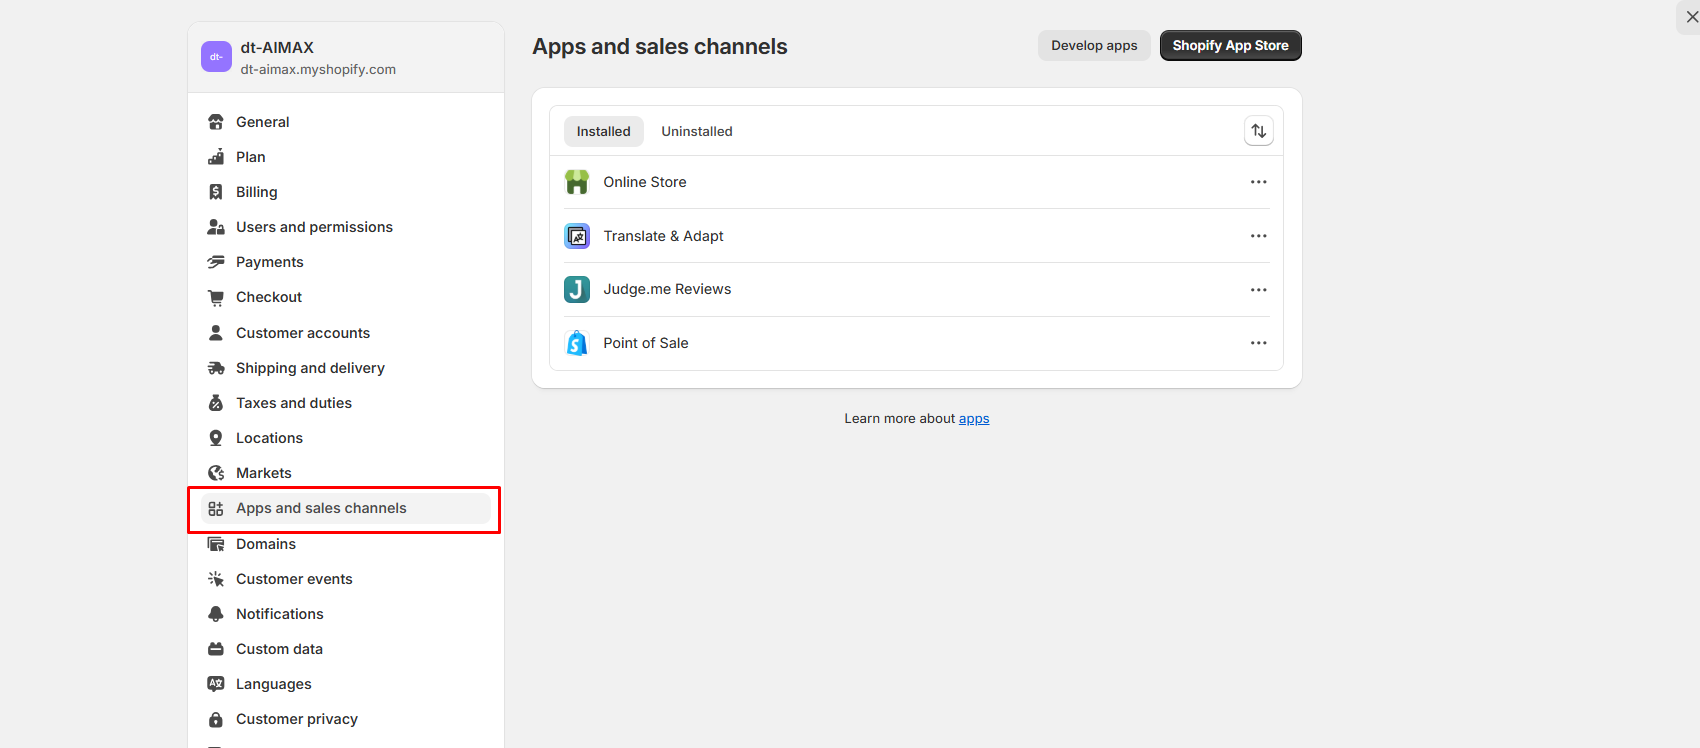 dt-
dt-AIMAX
dt-aimax.myshopify.com
General
Plan
Billing
Users and permissions
Payments
Checkout
Customer accounts
Shipping and delivery
Taxes and duties
Locations
Markets
Apps and sales channels
Domains
Customer events
Notifications
Custom data
Languages
Customer privacy
Apps and sales channels
Develop apps
Shopify App Store
Installed
Uninstalled
Online Store
Translate & Adapt
Judge.me Reviews
Point of Sale
Learn more about apps